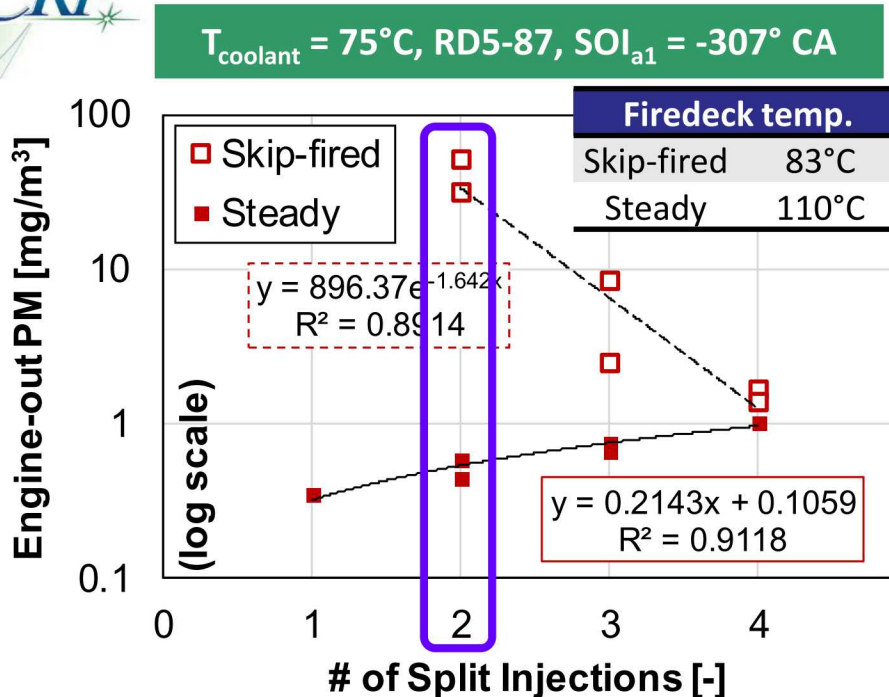 T_coolant = 75°C, RD5-87, SOI_a1 = -307° CA
Firedeck temp.
Skip-fired 83°C
Steady 110°C
Skip-fired
Steady
y = 896.37e^-1.642x
R² = 0.8914
y = 0.2143x + 0.1059
R² = 0.9118
Engine-out PM [mg/m³]
(log scale)
100
10
1
0.1
0 1 2 3 4
# of Split Injections [-]